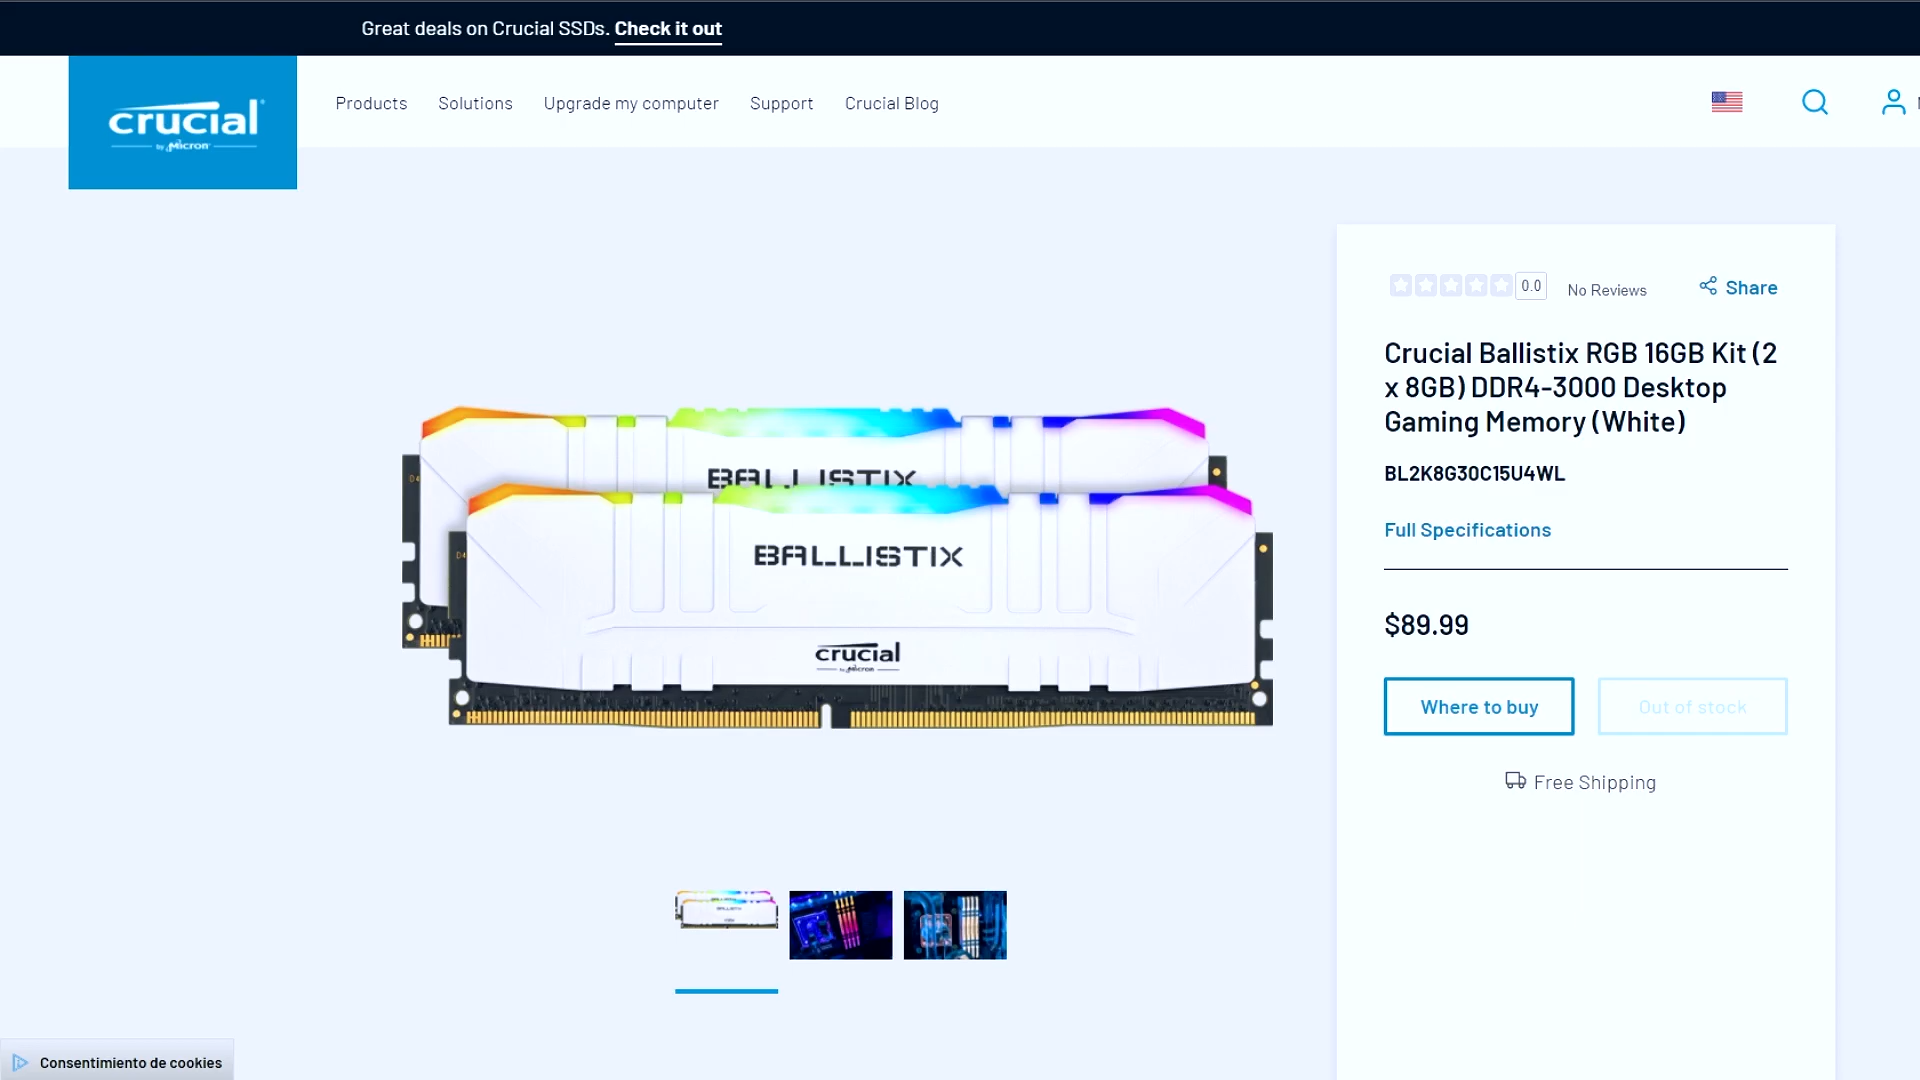 Great deals on Crucial SSDs. Check it out
crucial
by Micron
Products
Solutions
Upgrade my computer
Support
Crucial Blog
0.0
No Reviews
Share
Crucial Ballistix RGB 16GB Kit (2
x 8GB) DDR4-3000 Desktop
Gaming Memory (White)
BL2K8G30C15U4WL
Full Specifications
$89.99
Where to buy
Out of stock
Free Shipping
BALLISTIX
BALLISTIX
crucial
by Micron
Consentimiento de cookies